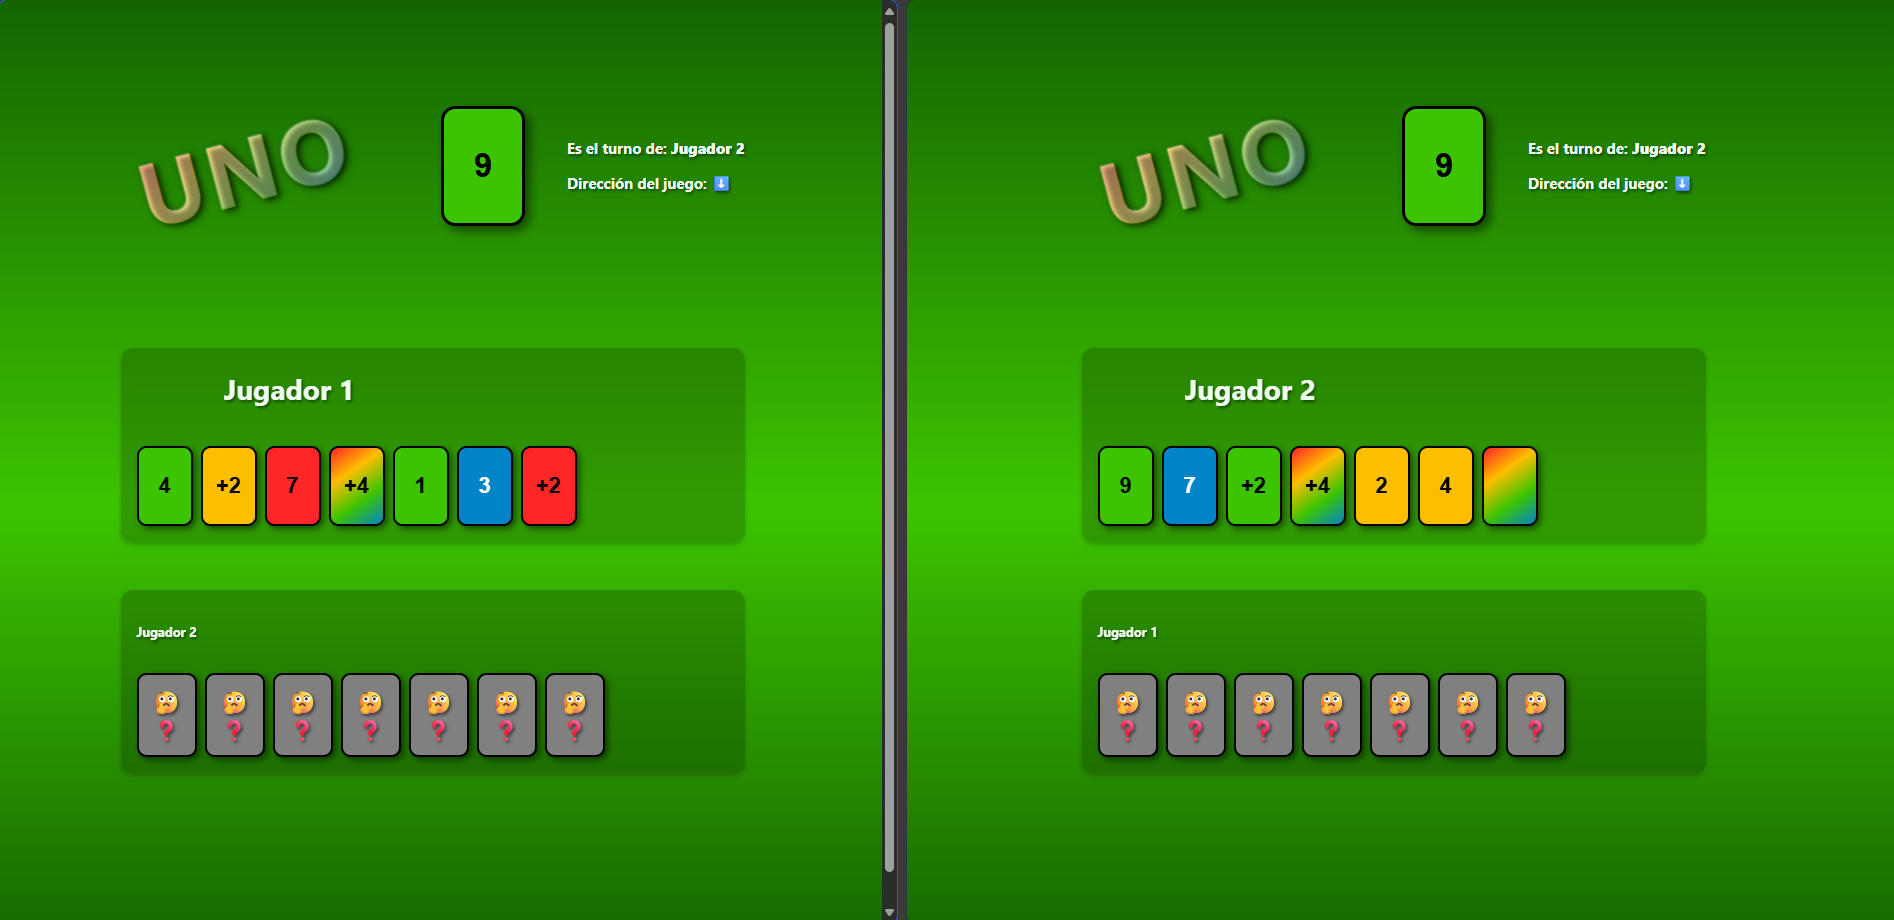 UNO
9
Es el turno de: Jugador 2
Dirección del juego: ⬇️
Jugador 1
4 +2 7 +4 1 3 +2
Jugador 2
🤔 🤔 🤔 🤔 🤔 🤔 🤔
❓ ❓ ❓ ❓ ❓ ❓ ❓
UNO
9
Es el turno de: Jugador 2
Dirección del juego: ⬇️
Jugador 2
9 7 +2 +4 2 4
Jugador 1
🤔 🤔 🤔 🤔 🤔 🤔 🤔
❓ ❓ ❓ ❓ ❓ ❓ ❓